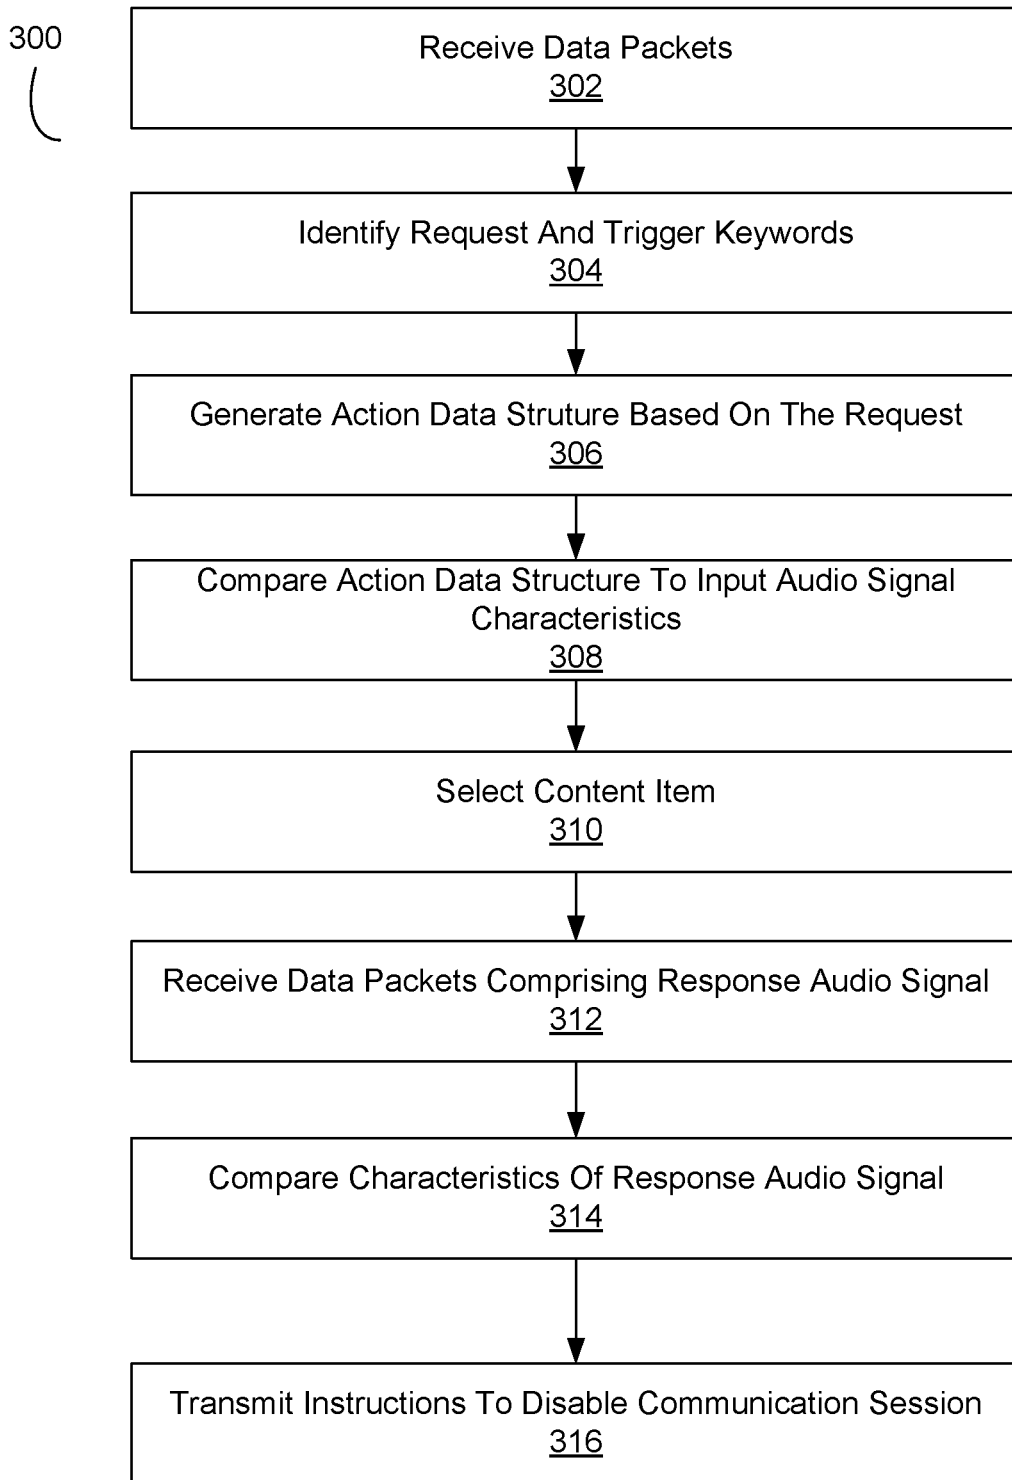 300
Receive Data Packets
302
Identify Request And Trigger Keywords
304
Generate Action Data Struture Based On The Request
306
Compare Action Data Structure To Input Audio Signal
Characteristics
308
Select Content Item
310
Receive Data Packets Comprising Response Audio Signal
312
Compare Characteristics Of Response Audio Signal
314
Transmit Instructions To Disable Communication Session
316